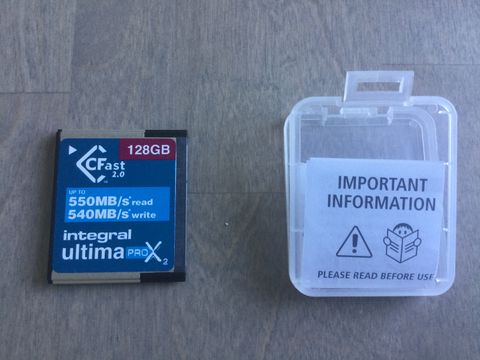 128GB
CFast
2.0
UP TO
550MB/s* read
540MB/s* write
integral
ultima PRO X2
IMPORTANT
INFORMATION
PLEASE READ BEFORE USE